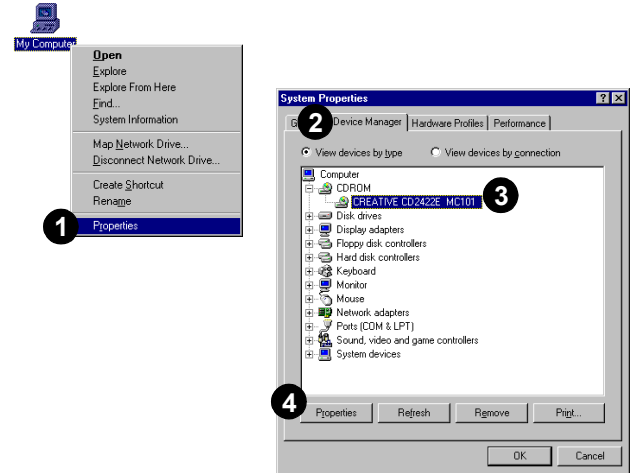 My Computer
Open
Explore
Explore From Here
Find...
System Information
Map Network Drive...
Disconnect Network Drive...
Create Shortcut
Rename
1 Properties
System Properties
2 Device Manager Hardware Profiles Performance
View devices by type View devices by connection
Computer
CDROM
CREATIVE CD2422E MC101 3
Disk drives
Display adapters
Floppy disk controllers
Hard disk controllers
Keyboard
Monitor
Mouse
Network adapters
Ports (COM & LPT)
Sound, video and game controllers
System devices
4 Properties Refresh Remove Print...
OK Cancel